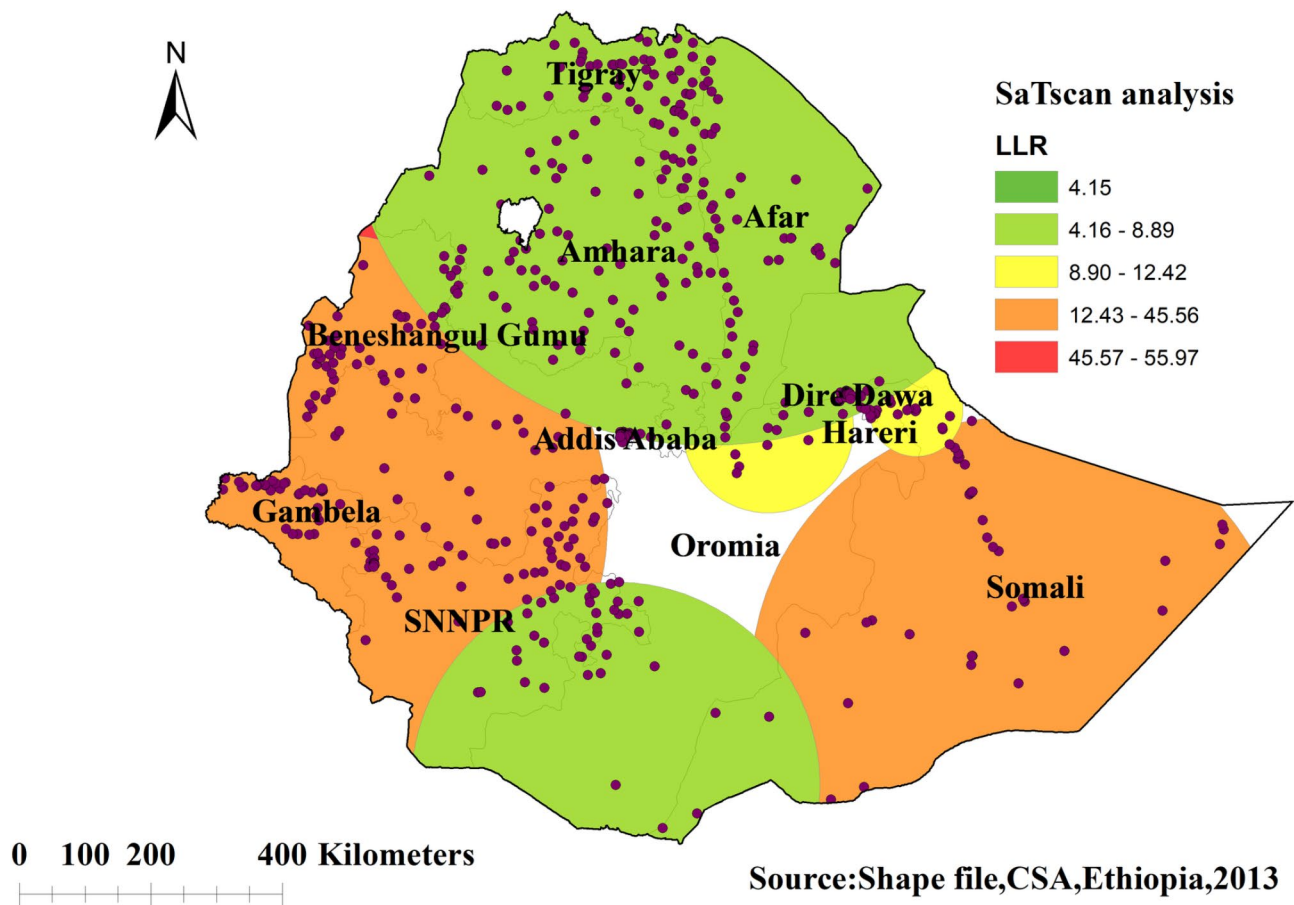 N
Tigray
SaTscan analysis
LLR
4.15
4.16 - 8.89
8.90 - 12.42
12.43 - 45.56
45.57 - 55.97
Afar
Amhara
Beneshangul Gumu
Dire Dawa
Hareri
Addis Ababa
Gambela
Oromia
Somali
SNNPR
0 100 200 400 Kilometers
Source:Shape file,CSA,Ethiopia,2013